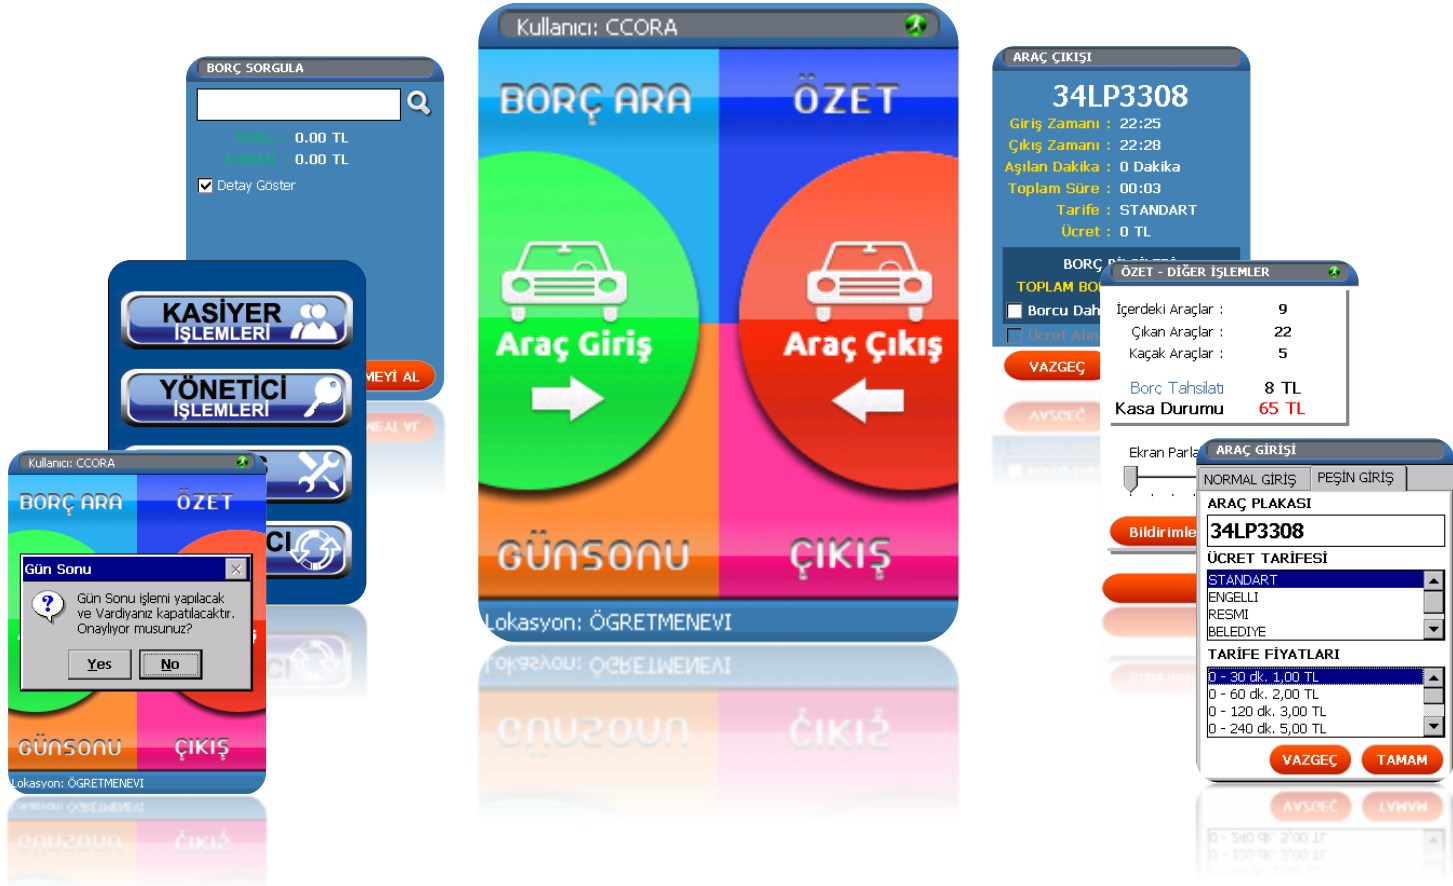 BORÇ SORGULA
0.00 TL
0.00 TL
Detay Göster
MEYİ AL
KASİYER
İŞLEMLERİ
YÖNETİCİ
İŞLEMLERİ
S
CI
Kullanıcı: CCORA
BORÇ ARA
ÖZET
Gün Sonu
Gün Sonu işlemi yapılacak
ve Vardiyanız kapatılacaktır.
Onaylıyor musunuz?
Yes
No
GÜNSONU
ÇIKIŞ
Lokasyon: ÖGRETMENEVI
Kullanıcı: CCORA
BORÇ ARA
ÖZET
Araç Giriş
Araç Çıkış
GÜNSONU
ÇIKIŞ
Lokasyon: ÖGRETMENEVI
ARAÇ ÇIKIŞI
34LP3308
Giriş Zamanı : 22:25
Çıkış Zamanı : 22:28
Aşılan Dakika : 0 Dakika
Toplam Süre : 00:03
Tarife : STANDART
Ücret : 0 TL
BORÇ
TOPLAM BO
Borcu Dah
Ücret Alın
VAZGEÇ
ÖZET - DİĞER İŞLEMLER
İçerdeki Araçlar : 9
Çıkan Araçlar : 22
Kaçak Araçlar : 5
Borç Tahsilatı 8 TL
Kasa Durumu 65 TL
Ekran Parla
Bildirimle
ARAÇ GİRİŞİ
NORMAL GİRİŞ
PEŞİN GİRİŞ
ARAÇ PLAKASI
34LP3308
ÜCRET TARİFESİ
STANDART
ENGELLI
RESMI
BELEDIYE
TARİFE FİYATLARI
0 - 30 dk. 1,00 TL
0 - 60 dk. 2,00 TL
0 - 120 dk. 3,00 TL
0 - 240 dk. 5,00 TL
VAZGEÇ
TAMAM